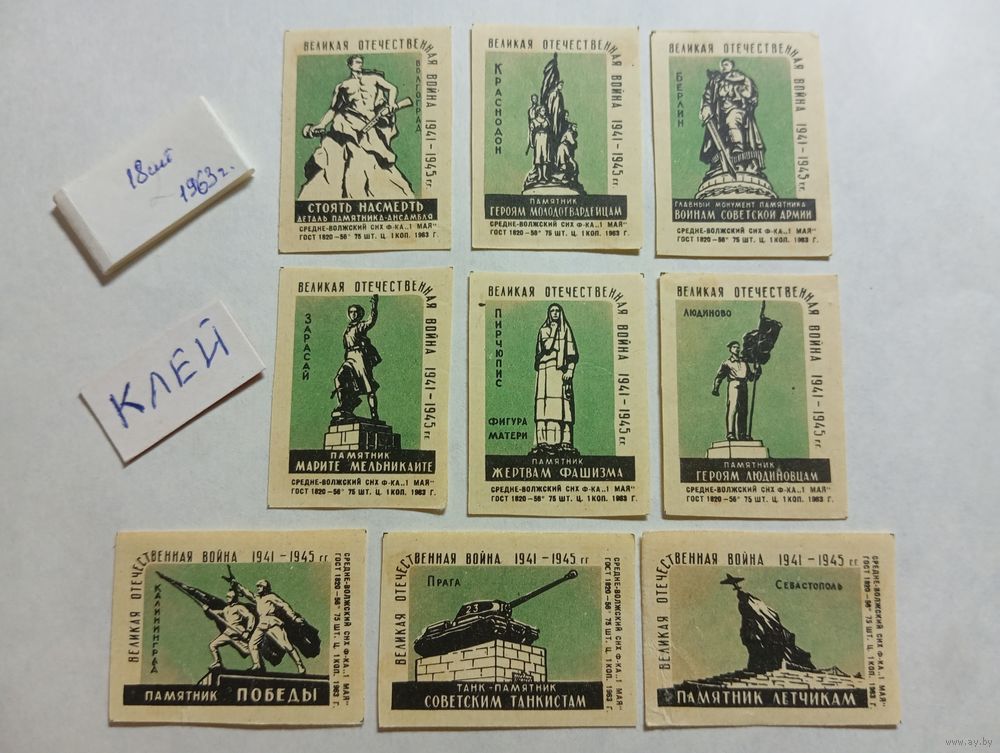 18 шт
1963 г.
КЛЕЙ
ВЕЛИКАЯ ОТЕЧЕСТВЕННАЯ ВОЙНА 1941-1945 гг.
ВОЛГОГРАД
СТОЯТЬ НАСМЕРТЬ
ДЕТАЛЬ ПАМЯТНИКА-АНСАМБЛЯ
СРЕДНЕ-ВОЛЖСКИЙ СНХ Ф-КА „1 МАЯ"
ГОСТ 1820-56* 75 ШТ. Ц. 1 КОП. 1963 Г.
ВЕЛИКАЯ ОТЕЧЕСТВЕННАЯ ВОЙНА 1941-1945 гг.
КРАСНОДОН
ПАМЯТНИК
ГЕРОЯМ МОЛОДОГВАРДЕЙЦАМ
СРЕДНЕ-ВОЛЖСКИЙ СНХ Ф-КА „1 МАЯ"
ГОСТ 1820-56* 75 ШТ. Ц. 1 КОП. 1963 Г.
ВЕЛИКАЯ ОТЕЧЕСТВЕННАЯ ВОЙНА 1941-1945 гг.
БЕРЛИН
ГЛАВНЫЙ МОНУМЕНТ ПАМЯТНИКА
ВОИНАМ СОВЕТСКОЙ АРМИИ
СРЕДНЕ-ВОЛЖСКИЙ СНХ Ф-КА „1 МАЯ"
ГОСТ 1820-56* 75 ШТ. Ц. 1 КОП. 1963 Г.
ВЕЛИКАЯ ОТЕЧЕСТВЕННАЯ ВОЙНА 1941-1945 гг.
ЗАРАСАЙ
ПАМЯТНИК
МАРИТЕ МЕЛЬНИКАИТЕ
СРЕДНЕ-ВОЛЖСКИЙ СНХ Ф-КА „1 МАЯ"
ГОСТ 1820-56* 75 ШТ. Ц. 1 КОП. 1963 Г.
ВЕЛИКАЯ ОТЕЧЕСТВЕННАЯ ВОЙНА 1941-1945 гг.
ПИРЧЮПИС
ФИГУРА
МАТЕРИ
ПАМЯТНИК
ЖЕРТВАМ ФАШИЗМА
СРЕДНЕ-ВОЛЖСКИЙ СНХ Ф-КА „1 МАЯ"
ГОСТ 1820-56* 75 ШТ. Ц. 1 КОП. 1963 Г.
ВЕЛИКАЯ ОТЕЧЕСТВЕННАЯ ВОЙНА 1941-1945 гг.
ЛЮДИНОВО
ПАМЯТНИК
ГЕРОЯМ ЛЮДИНОВЦАМ
СРЕДНЕ-ВОЛЖСКИЙ СНХ Ф-КА „1 МАЯ"
ГОСТ 1820-56* 75 ШТ. Ц. 1 КОП. 1963 Г.
ВЕЛИКАЯ ОТЕЧЕСТВЕННАЯ ВОЙНА 1941-1945 гг.
КАЛИНИНГРАД
ПАМЯТНИК ПОБЕДЫ
СРЕДНЕ-ВОЛЖСКИЙ СНХ Ф-КА „1 МАЯ"
ГОСТ 1820-56* 75 ШТ. Ц. 1 КОП. 1963 Г.
ВЕЛИКАЯ ОТЕЧЕСТВЕННАЯ ВОЙНА 1941-1945 гг.
ПРАГА
23
ТАНК-ПАМЯТНИК
СОВЕТСКИМ ТАНКИСТАМ
СРЕДНЕ-ВОЛЖСКИЙ СНХ Ф-КА „1 МАЯ"
ГОСТ 1820-56* 75 ШТ. Ц. 1 КОП. 1963 Г.
ВЕЛИКАЯ ОТЕЧЕСТВЕННАЯ ВОЙНА 1941-1945 гг.
СЕВАСТОПОЛЬ
ПАМЯТНИК ЛЕТЧИКАМ
СРЕДНЕ-ВОЛЖСКИЙ СНХ Ф-КА „1 МАЯ"
ГОСТ 1820-56* 75 ШТ. Ц. 1 КОП. 1963 Г.
www.ay.by